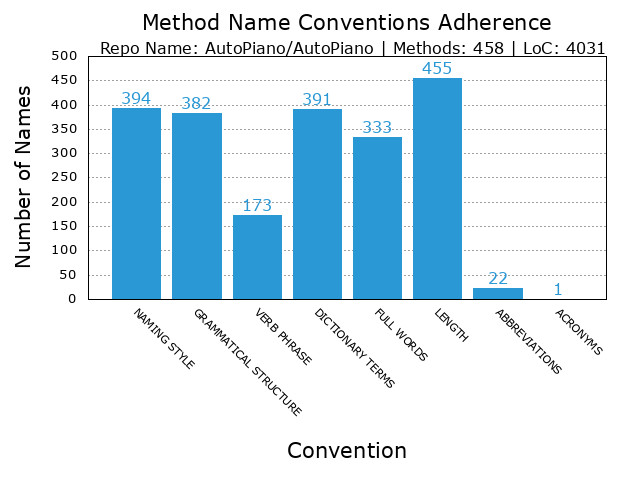 Method Name Conventions Adherence
Repo Name: AutoPiano/AutoPiano | Methods: 458 | LoC: 4031
Number of Names
500
450
400
350
300
250
200
150
100
50
0
394
382
173
391
333
455
22
1
NAMING STYLE
GRAMMATICAL STRUCTURE
VERB PHRASE
DICTIONARY TERMS
FULL WORDS
LENGTH
ABBREVIATIONS
ACRONYMS
Convention